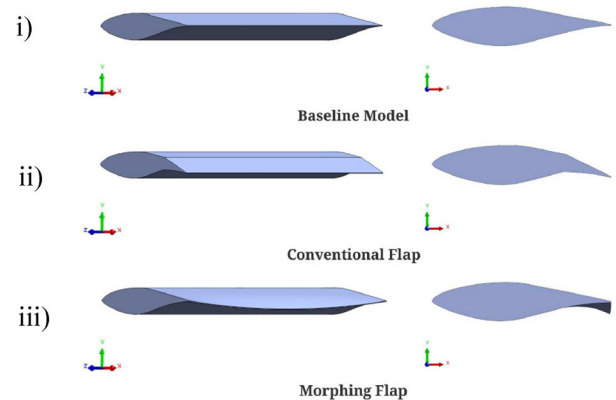 i)
Y
Z X
Y
X
Baseline Model
ii)
Y
Z X
Y
X
Conventional Flap
iii)
Y
Z X
Y
X
Morphing Flap